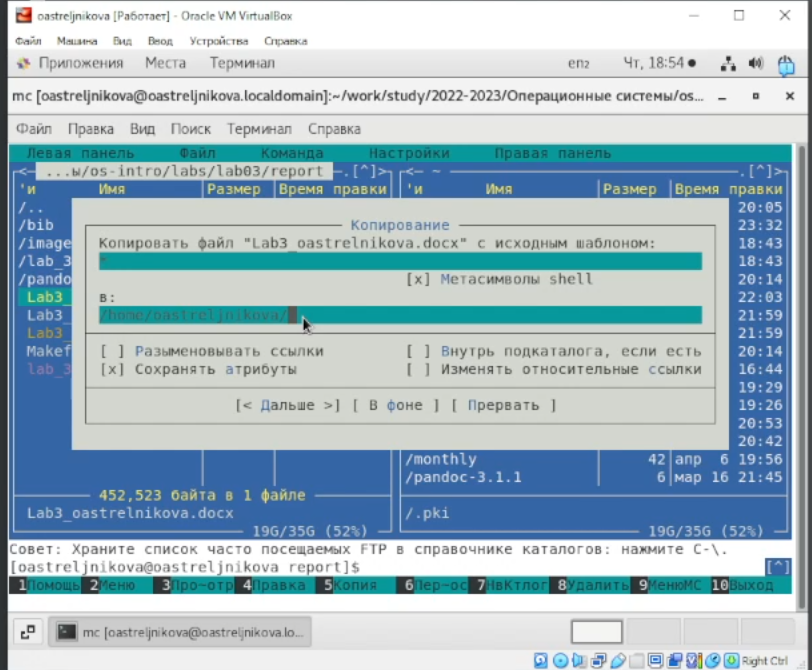 oastreljnikova [Работает] - Oracle VM VirtualBox
Файл Машина Вид Ввод Устройства Справка
Приложения Места Терминал en₂ Чт, 18:54
mc [oastreljnikova@oastreljnikova.localdomain]:~/work/study/2022-2023/Операционные системы/os...
Файл Правка Вид Поиск Терминал Справка
Левая панель Файл Команда Настройки Правая панель
<— ...ы/os-intro/labs/lab03/report —.[^]> <— ~ —.[^]>
'и Имя Размер Время правки 'и Имя Размер Время правки
/.. 20:05
/bib 23:32
Копирование
/image 18:43
Копировать файл "Lab3_oastrelnikova.docx" с исходным шаблоном:
/lab_3 * 18:43
/pando [x] Метасимволы shell 20:14
Lab3_ в: 22:03
Lab3_ /home/oastreljnikova/ 21:59
Lab3_ 21:59
Makef [ ] Разыменовывать ссылки [ ] Внутрь подкаталога, если есть 20:14
lab_3 [x] Сохранять атрибуты [ ] Изменять относительные ссылки 16:44
19:29
[< Дальше >] [ В фоне ] [ Прервать ] 19:26
20:53
20:42
/monthly 42 апр 6 19:56
/pandoc-3.1.1 6 мар 16 21:45
452,523 байта в 1 файле
Lab3_oastrelnikova.docx /.pki
19G/35G (52%) 19G/35G (52%)
Совет: Храните список часто посещаемых FTP в справочнике каталогов: нажмите C-\.
[oastreljnikova@oastreljnikova report]$ [^]
1Помощь 2Меню 3Про~отр 4Правка 5Копия 6Пер~ос 7НвКтлог 8Удалить 9МенюMC 10Выход
mc [oastreljnikova@oastreljnikova.lo...
Right Ctrl